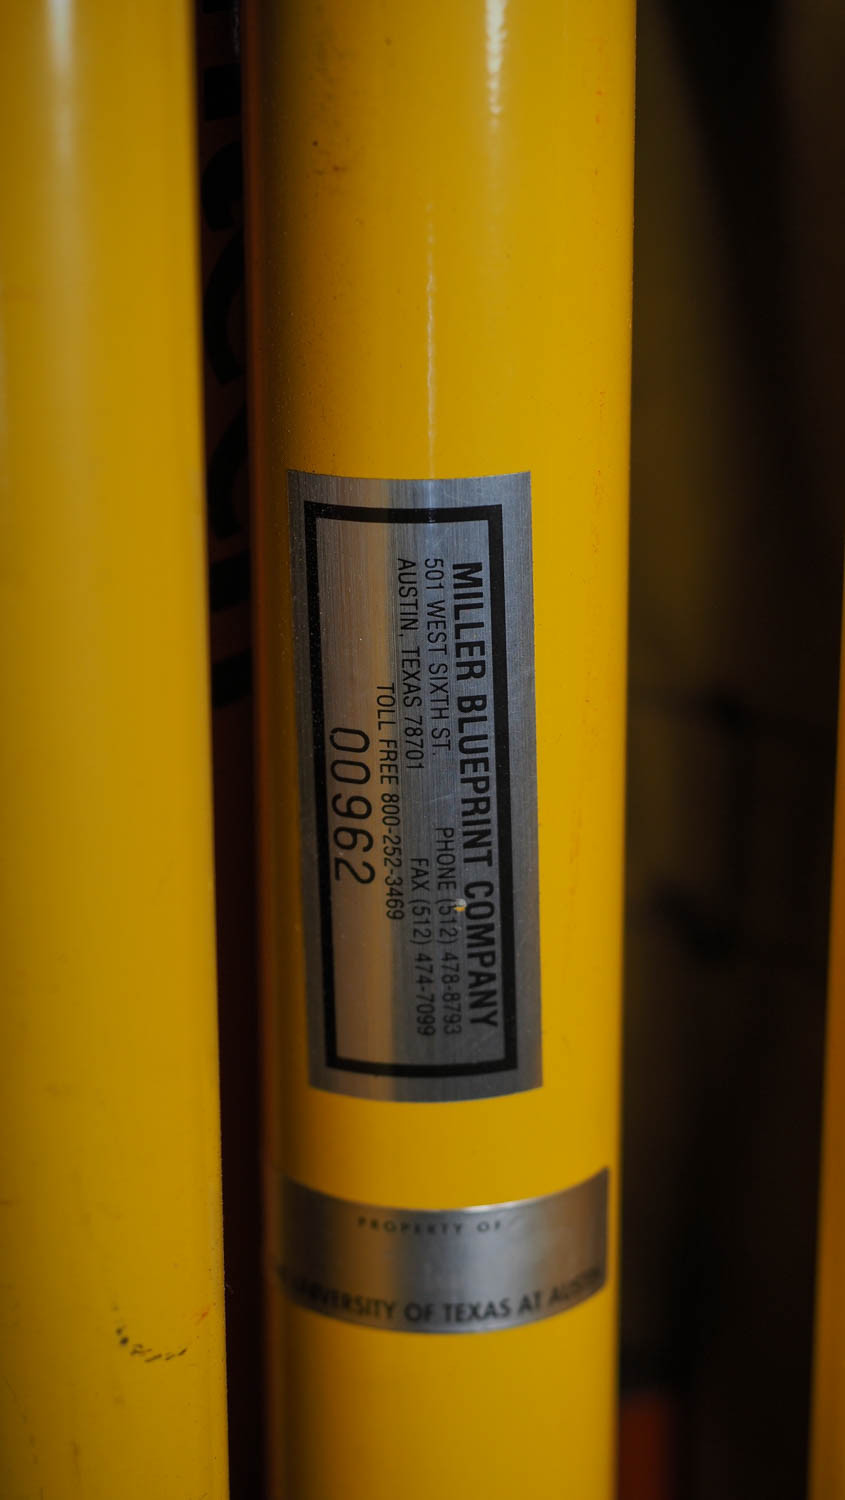 MILLER BLUEPRINT COMPANY
501 WEST SIXTH ST. PHONE (512) 478-8793
AUSTIN, TEXAS 78701 FAX (512) 474-7099
TOLL FREE 800-252-3469
00962
PROPERTY OF
UNIVERSITY OF TEXAS AT AUSTIN